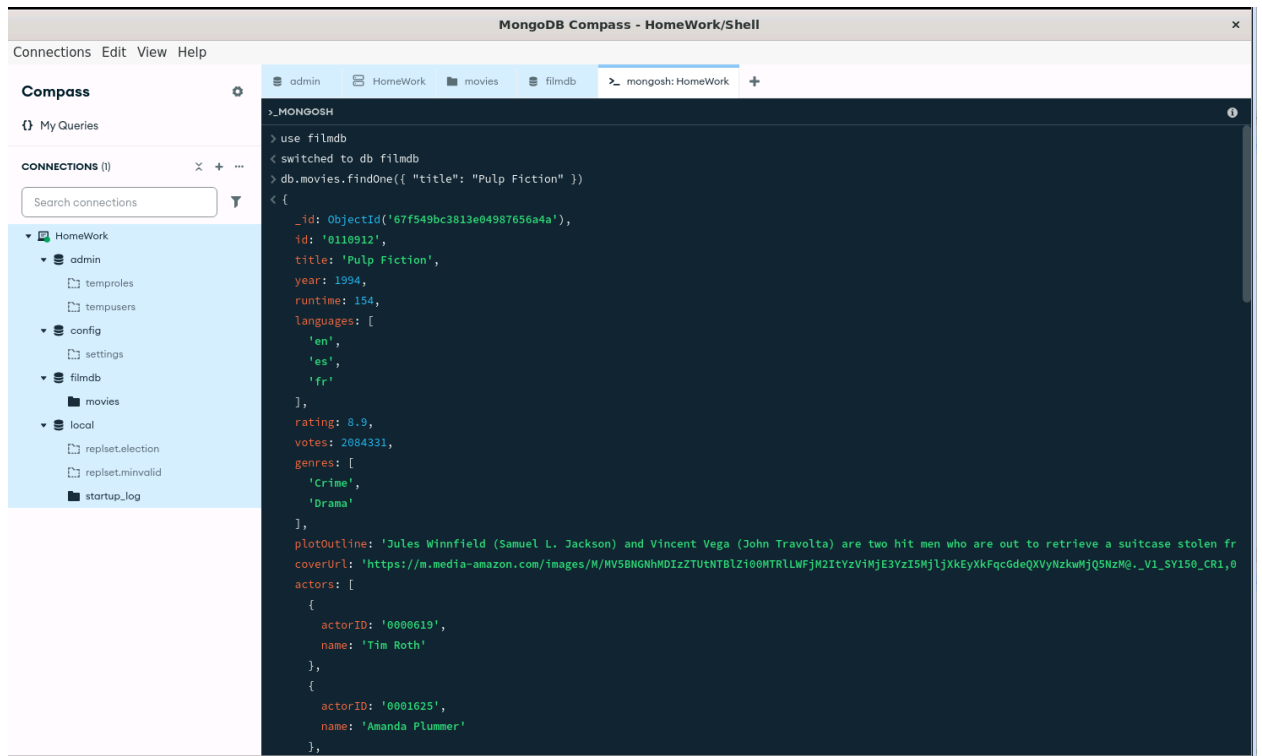 MongoDB Compass - HomeWork/Shell
Connections Edit View Help
Compass
{} My Queries
CONNECTIONS (1)
Search connections
HomeWork
admin
temproles
tempusers
config
settings
filmdb
movies
local
replset.election
replset.minvalid
startup_log
admin HomeWork movies filmdb >_ mongosh: HomeWork +
>_MONGOSH
> use filmdb
< switched to db filmdb
> db.movies.findOne({ "title": "Pulp Fiction" })
< {
_id: ObjectId('67f549bc3813e04987656a4a'),
id: '0110912',
title: 'Pulp Fiction',
year: 1994,
runtime: 154,
languages: [
'en',
'es',
'fr'
],
rating: 8.9,
votes: 2084331,
genres: [
'Crime',
'Drama'
],
plotOutline: 'Jules Winnfield (Samuel L. Jackson) and Vincent Vega (John Travolta) are two hit men who are out to retrieve a suitcase stolen fr
coverUrl: 'https://m.media-amazon.com/images/M/MV5BNGNhMDIzZTUtNTBlZi00MTRlLWFjM2ItYzViMjE3YzI5MjljXkEyXkFqcGdeQXVyNzkwMjQ5NzM@._V1_SY150_CR1,0
actors: [
{
actorID: '0000619',
name: 'Tim Roth'
},
{
actorID: '0001625',
name: 'Amanda Plummer'
},